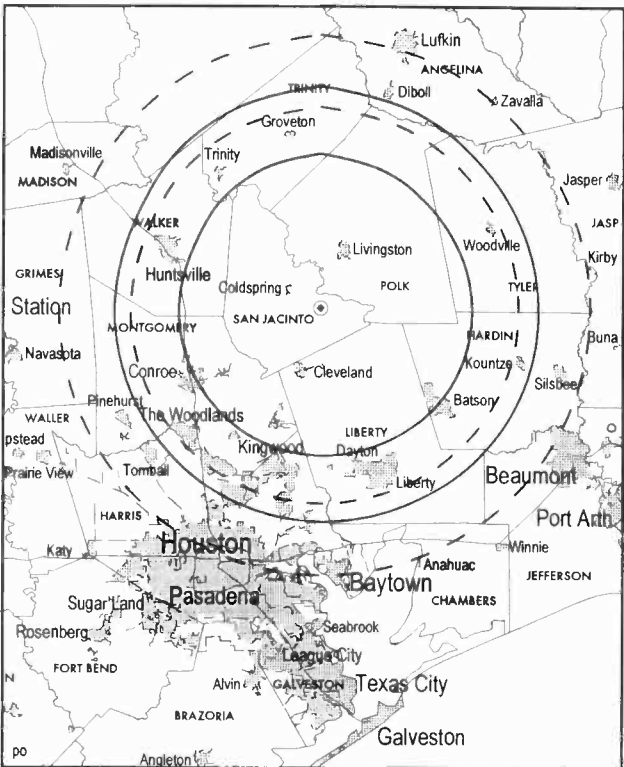 Lufkin
ANGELINA
TRINITY
Diboll
Zavalla
Groveton
Madisonville
Trinity
MADISON
Jasper
WALKER
JASP
Livingston
Woodville
Kirby
GRIMES
Huntsville
Coldspring
POLK
TYLER
Station
SAN JACINTO
MONTGOMERY
HARDIN
Buna
Navasota
Conroe
Cleveland
Kountze
Silsbee
Pinehurst
Batson
WALLER
The Woodlands
LIBERTY
pstead
Kingwood
Dayton
Prairie View
Tomball
Liberty
Beaumont
HARRIS
Port Arth
Houston
Katy
Winnie
Anahuac
Baytown
JEFFERSON
Sugar Land
Pasadena
CHAMBERS
Rosenberg
Seabrook
League City
FORT BEND
Alvin
GALVESTON
Texas City
N
BRAZORIA
Galveston
po
Angleton